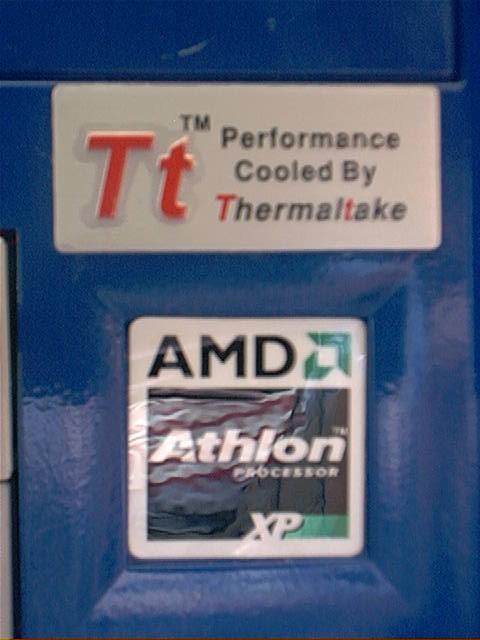 Tt™ Performance
Cooled By
Thermaltake
AMD
Athlon™
PROCESSOR
XP